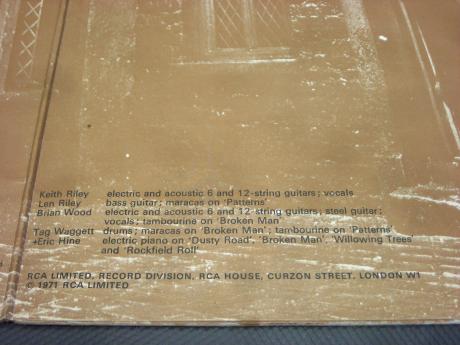 Keith Riley electric and acoustic 6 and 12-string guitars; vocals
Len Riley bass guitar; maracas on 'Patterns'
Brian Wood electric and acoustic 6 and 12-string guitars; steel guitar;
vocals; tambourine on 'Broken Man'
Tag Waggett drums; maracas on 'Broken Man'; tambourine on 'Patterns'
+Eric Hine electric piano on 'Dusty Road', 'Broken Man', 'Willowing Trees'
and 'Rockfield Roll'
RCA LIMITED, RECORD DIVISION, RCA HOUSE, CURZON STREET, LONDON W1
© 1971 RCA LIMITED